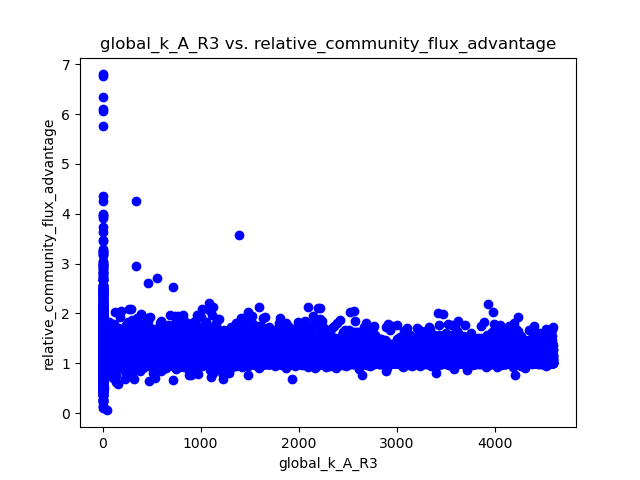 global_k_A_R3 vs. relative_community_flux_advantage
7
6
5
4
3
2
1
0
relative_community_flux_advantage
0 1000 2000 3000 4000
global_k_A_R3